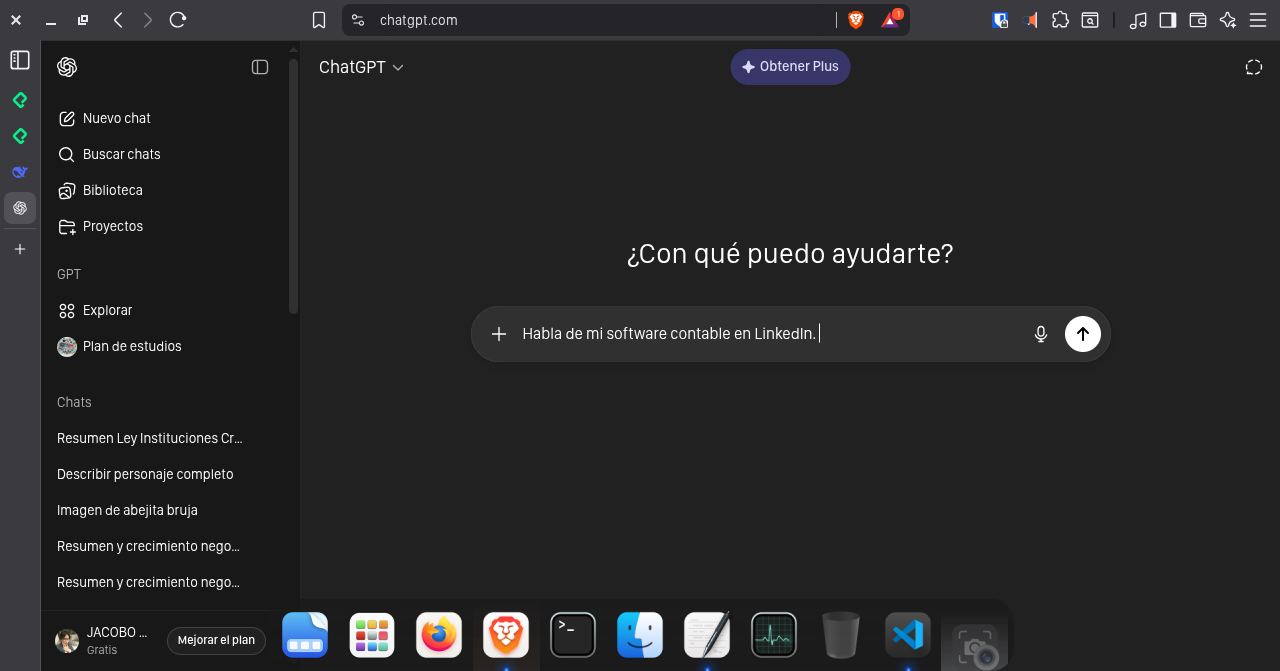 chatgpt.com
1
ChatGPT
Obtener Plus
Nuevo chat
Buscar chats
Biblioteca
Proyectos
GPT
Explorar
Plan de estudios
Chats
Resumen Ley Instituciones Cr...
Describir personaje completo
Imagen de abejita bruja
Resumen y crecimiento nego...
Resumen y crecimiento nego...
JACOBO ...
Gratis
Mejorar el plan
¿Con qué puedo ayudarte?
Habla de mi software contable en LinkedIn.
>_